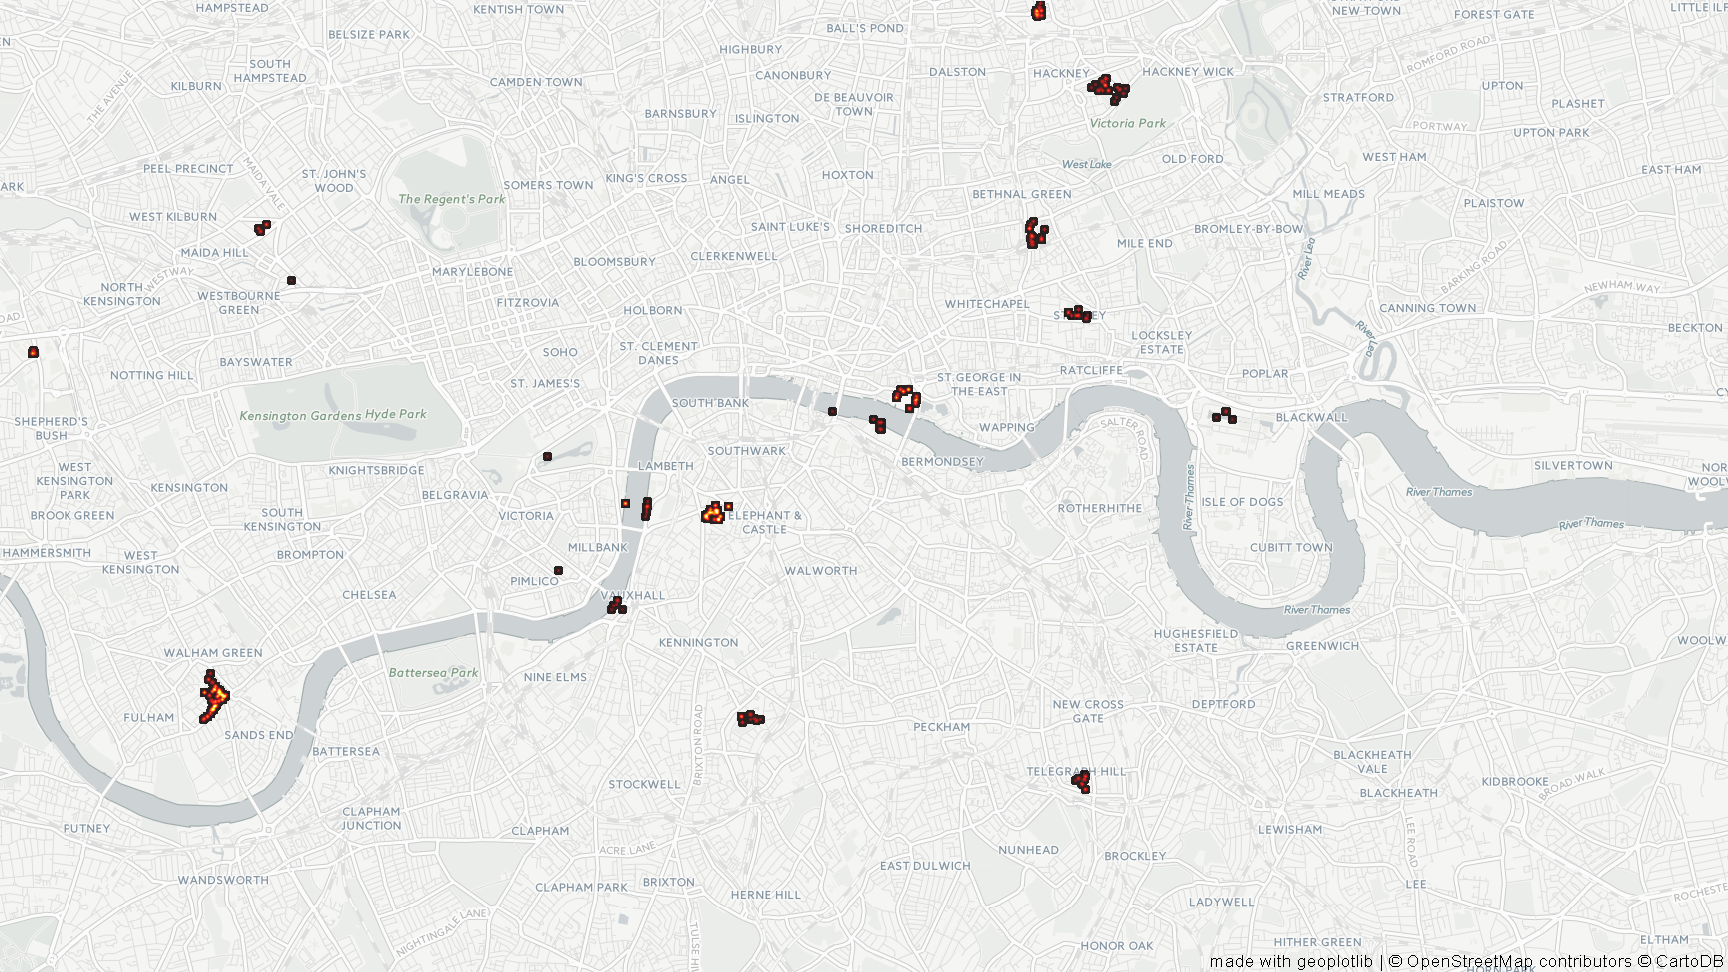 HAMPSTEAD
KENTISH TOWN
BELSIZE PARK
BALL'S POND
NEW TOWN
FOREST GATE
LITTLE ILF
HIGHBURY
SOUTH
HAMPSTEAD
KILBURN
CAMDEN TOWN
CANONBURY
DALSTON
HACKNEY
HACKNEY WICK
ROMFORD ROAD
UPTON
THE AVENUE
DE BEAUVOIR
TOWN
STRATFORD
PLASHET
BARNSBURY
ISLINGTON
Victoria Park
PORTWAY
UPTON PARK
PEEL PRECINCT
MAIDA VALE
ST. JOHN'S
WOOD
SOMERS TOWN
KING'S CROSS
ANGEL
HOXTON
West Lake
OLD FORD
WEST HAM
EAST HAM
ARK
The Regent's Park
BETHNAL GREEN
MILL MEADS
PLAISTOW
WEST KILBURN
SAINT LUKE'S
SHOREDITCH
BROMLEY-BY-BOW
MAIDA HILL
MILE END
River Lea
BARKING ROAD
WESTWAY
MARYLEBONE
BLOOMSBURY
CLERKENWELL
NORTH
KENSINGTON
WESTBOURNE
GREEN
FITZROVIA
HOLBORN
WHITECHAPEL
CANNING TOWN
NEWHAM WAY
ROAD
BECKTON
LOCKSLEY
ESTATE
River Lea
BAYSWATER
SOHO
ST. CLEMENT
DANES
NOTTING HILL
ST. JAMES'S
ST.GEORGE IN
THE EAST
RATCLIFFE
POPLAR
Kensington Gardens
Hyde Park
SOUTH BANK
BLACKWALL
SHEPHERD'S
BUSH
WAPPING
SALTER ROAD
KNIGHTSBRIDGE
LAMBETH
SOUTHWARK
BERMONDSEY
SILVERTOWN
WEST
KENSINGTON
PARK
KENSINGTON
BELGRAVIA
River Thames
River Thames
NOR
WOOLW
BROOK GREEN
SOUTH
KENSINGTON
VICTORIA
ELEPHANT &
CASTLE
ROTHERHITHE
ISLE OF DOGS
River Thames
HAMMERSMITH
WEST
KENSINGTON
BROMPTON
MILLBANK
CUBITT TOWN
PIMLICO
WALWORTH
CHELSEA
VAUXHALL
River Thames
KENNINGTON
HUGHESFIELD
ESTATE
GREENWICH
WOOLW
WALHAM GREEN
Battersea Park
NINE ELMS
FULHAM
SANDS END
BRIXTON ROAD
PECKHAM
NEW CROSS
GATE
DEPTFORD
BATTERSEA
BLACKHEATH
VALE
TELEGRAPH HILL
STOCKWELL
KIDBROOKE
BROAD WALK
BLACKHEATH
CLAPHAM
JUNCTION
PUTNEY
CLAPHAM
LEWISHAM
LEE ROAD
ACRE LANE
NUNHEAD
BROCKLEY
EAST DULWICH
WANDSWORTH
CLAPHAM PARK
BRIXTON
HERNE HILL
LEE
ROCHESTE
LADYWELL
NIGHTINGALE LANE
TULSE HI
HONOR OAK
HITHER GREEN
ELTHAM
made with geoplotlib | © OpenStreetMap contributors © CartoDB